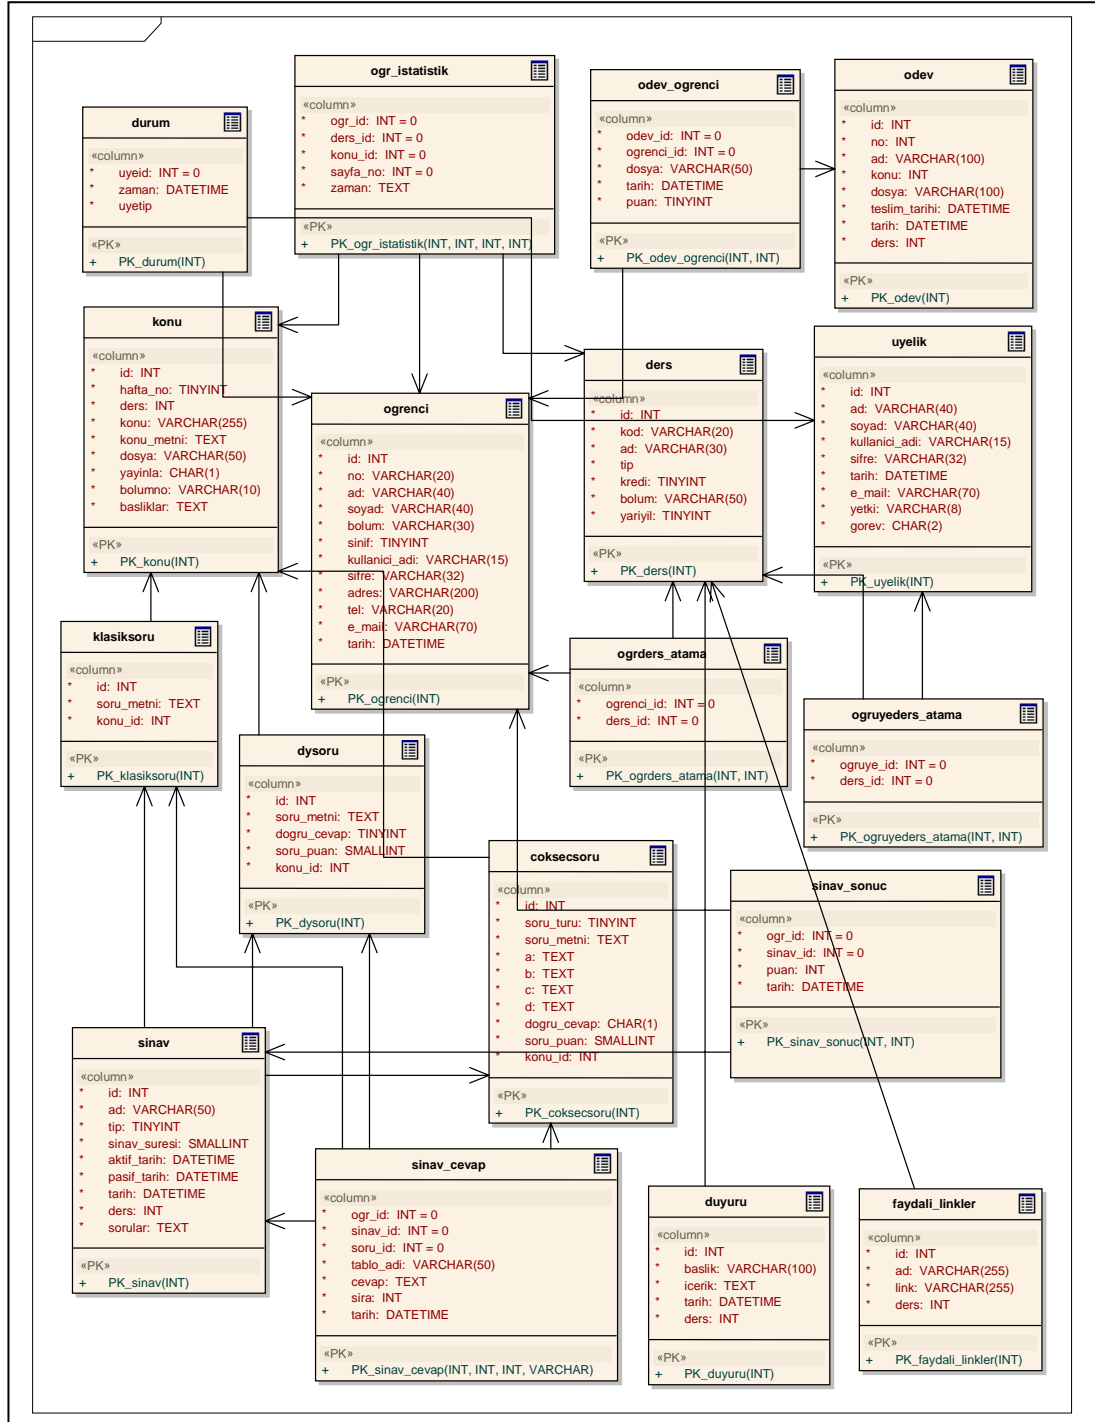 durum
«column»
* uyeid: INT = 0
* zaman: DATETIME
* uyetip
«PK»
+ PK_durum(INT)
ogr_istatistik
«column»
* ogr_id: INT = 0
* ders_id: INT = 0
* konu_id: INT = 0
* sayfa_no: INT = 0
* zaman: TEXT
«PK»
+ PK_ogr_istatistik(INT, INT, INT, INT)
odev_ogrenci
«column»
* odev_id: INT = 0
* ogrenci_id: INT = 0
* dosya: VARCHAR(50)
* tarih: DATETIME
* puan: TINYINT
«PK»
+ PK_odev_ogrenci(INT, INT)
odev
«column»
* id: INT
* no: INT
* ad: VARCHAR(100)
* konu: INT
* dosya: VARCHAR(100)
* teslim_tarihi: DATETIME
* tarih: DATETIME
* ders: INT
«PK»
+ PK_odev(INT)
konu
«column»
* id: INT
* hafta_no: TINYINT
* ders: INT
* konu: VARCHAR(255)
* konu_metni: TEXT
* dosya: VARCHAR(50)
* yayinla: CHAR(1)
* bolumno: VARCHAR(10)
* basliklar: TEXT
«PK»
+ PK_konu(INT)
ogrenci
«column»
* id: INT
* no: VARCHAR(20)
* ad: VARCHAR(40)
* soyad: VARCHAR(40)
* bolum: VARCHAR(30)
* sinif: TINYINT
* kullanici_adi: VARCHAR(15)
* sifre: VARCHAR(32)
* adres: VARCHAR(200)
* tel: VARCHAR(20)
* e_mail: VARCHAR(70)
* tarih: DATETIME
«PK»
+ PK_ogrenci(INT)
ders
«column»
* id: INT
* kod: VARCHAR(20)
* ad: VARCHAR(30)
* tip
* kredi: TINYINT
* bolum: VARCHAR(50)
* yariyil: TINYINT
«PK»
+ PK_ders(INT)
uyelik
«column»
* id: INT
* ad: VARCHAR(40)
* soyad: VARCHAR(40)
* kullanici_adi: VARCHAR(15)
* sifre: VARCHAR(32)
* tarih: DATETIME
* e_mail: VARCHAR(70)
* yetki: VARCHAR(8)
* gorev: CHAR(2)
«PK»
+ PK_uyelik(INT)
klasiksoru
«column»
* id: INT
* soru_metni: TEXT
* konu_id: INT
«PK»
+ PK_klasiksoru(INT)
dysoru
«column»
* id: INT
* soru_metni: TEXT
* dogru_cevap: TINYINT
* soru_puan: SMALLINT
* konu_id: INT
«PK»
+ PK_dysoru(INT)
ogrders_atama
«column»
* ogrenci_id: INT = 0
* ders_id: INT = 0
«PK»
+ PK_ogrders_atama(INT, INT)
ogruyeders_atama
«column»
* ogruye_id: INT = 0
* ders_id: INT = 0
«PK»
+ PK_ogruyeders_atama(INT, INT)
coksecsoru
«column»
* id: INT
* soru_turu: TINYINT
* soru_metni: TEXT
* a: TEXT
* b: TEXT
* c: TEXT
* d: TEXT
* dogru_cevap: CHAR(1)
* soru_puan: SMALLINT
* konu_id: INT
«PK»
+ PK_coksecsoru(INT)
sinav_sonuc
«column»
* ogr_id: INT = 0
* sinav_id: INT = 0
* puan: INT
* tarih: DATETIME
«PK»
+ PK_sinav_sonuc(INT, INT)
sinav
«column»
* id: INT
* ad: VARCHAR(50)
* tip: TINYINT
* sinav_suresi: SMALLINT
* aktif_tarih: DATETIME
* pasif_tarih: DATETIME
* tarih: DATETIME
* ders: INT
* sorular: TEXT
«PK»
+ PK_sinav(INT)
sinav_cevap
«column»
* ogr_id: INT = 0
* sinav_id: INT = 0
* soru_id: INT = 0
* tablo_adi: VARCHAR(50)
* cevap: TEXT
* sira: INT
* tarih: DATETIME
«PK»
+ PK_sinav_cevap(INT, INT, INT, VARCHAR)
duyuru
«column»
* id: INT
* baslik: VARCHAR(100)
* icerik: TEXT
* tarih: DATETIME
* ders: INT
«PK»
+ PK_duyuru(INT)
faydali_linkler
«column»
* id: INT
* ad: VARCHAR(255)
* link: VARCHAR(255)
* ders: INT
«PK»
+ PK_faydali_linkler(INT)